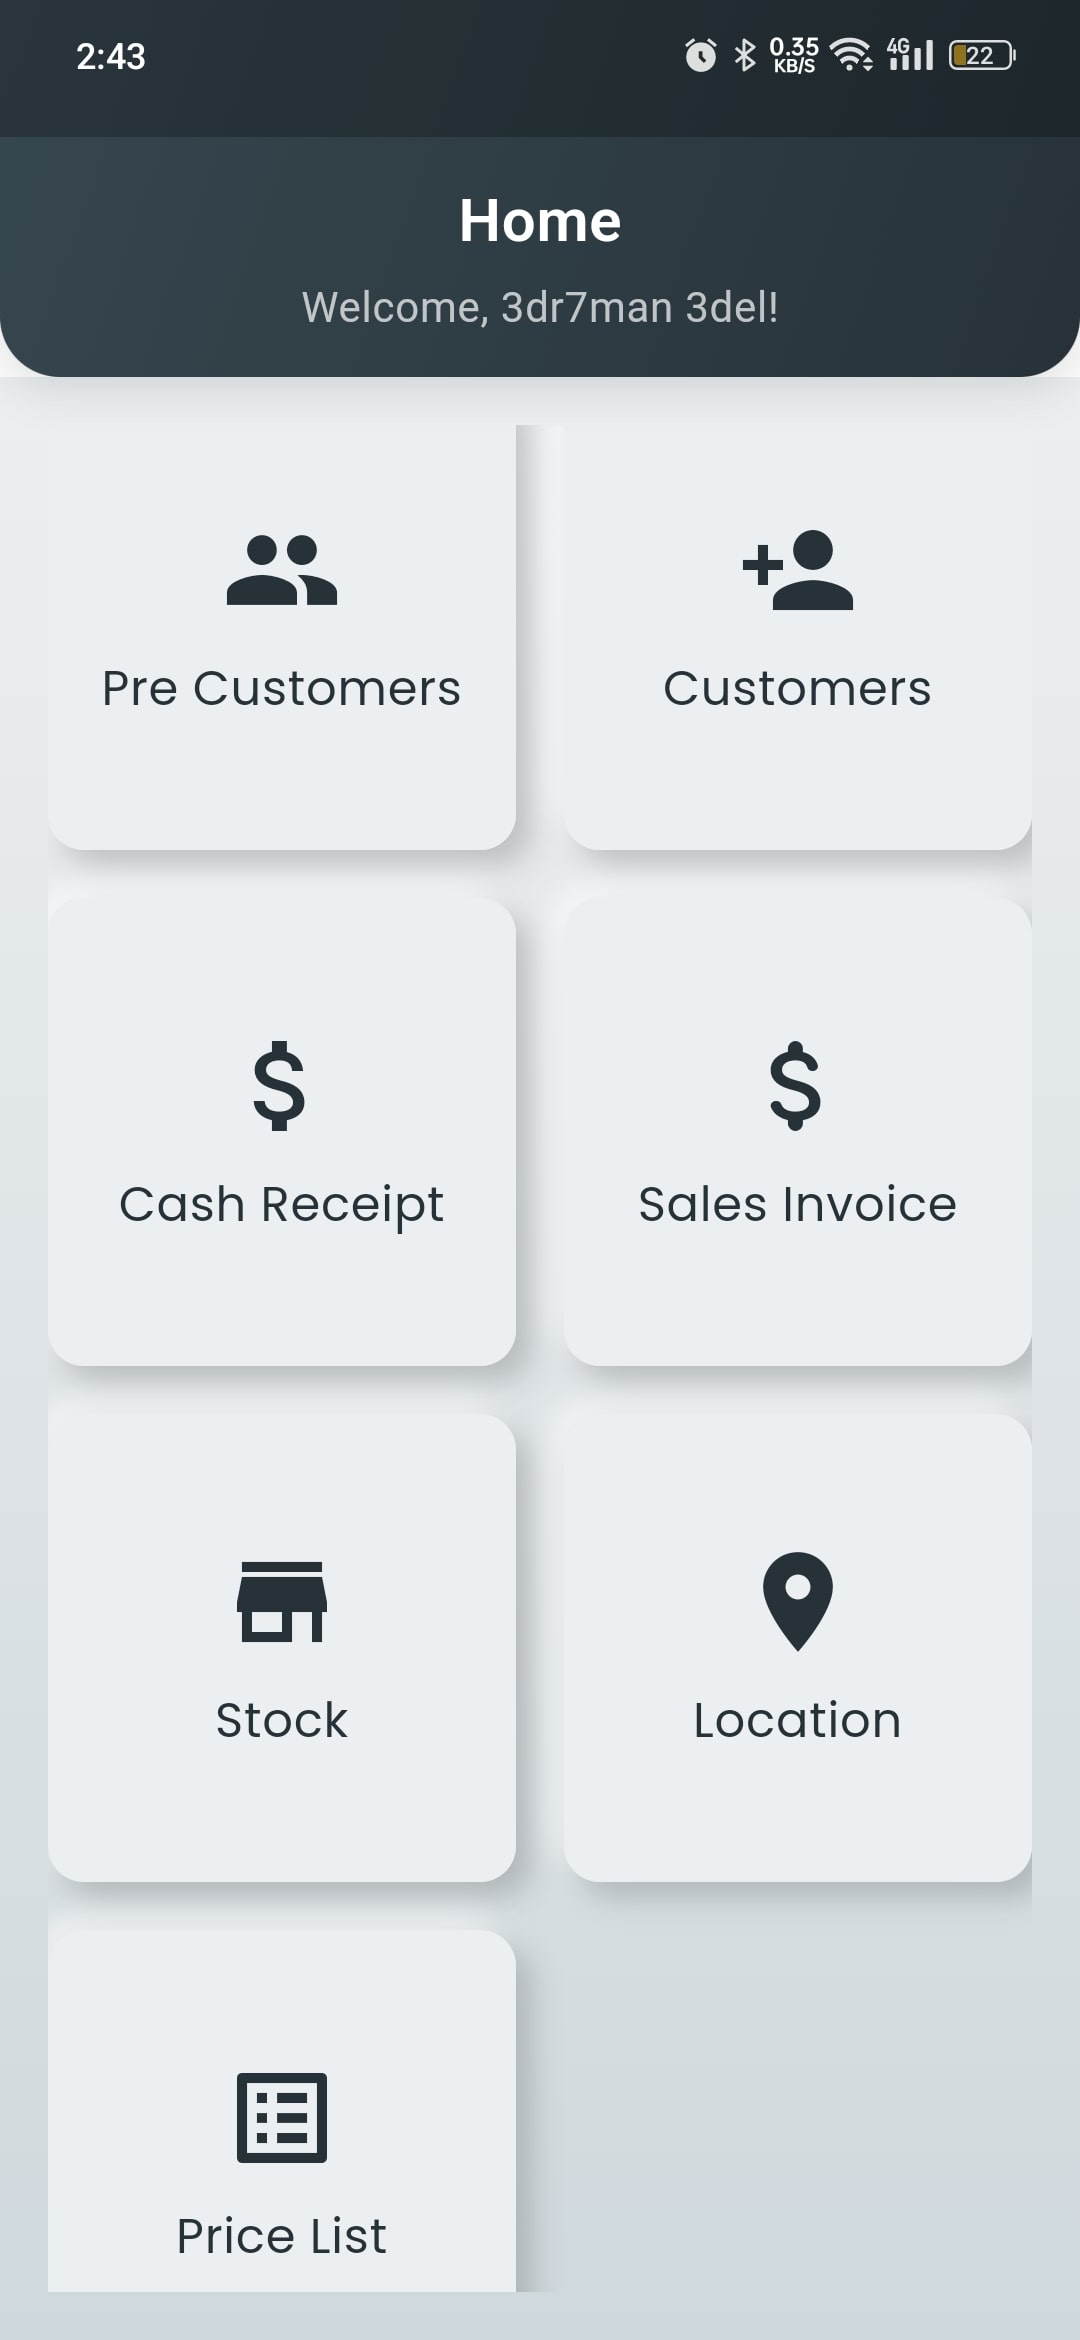 2:43
0.35
KB/S
4G
22
Home
Welcome, 3dr7man 3del!
Pre Customers
Customers
Cash Receipt
Sales Invoice
Stock
Location
Price List